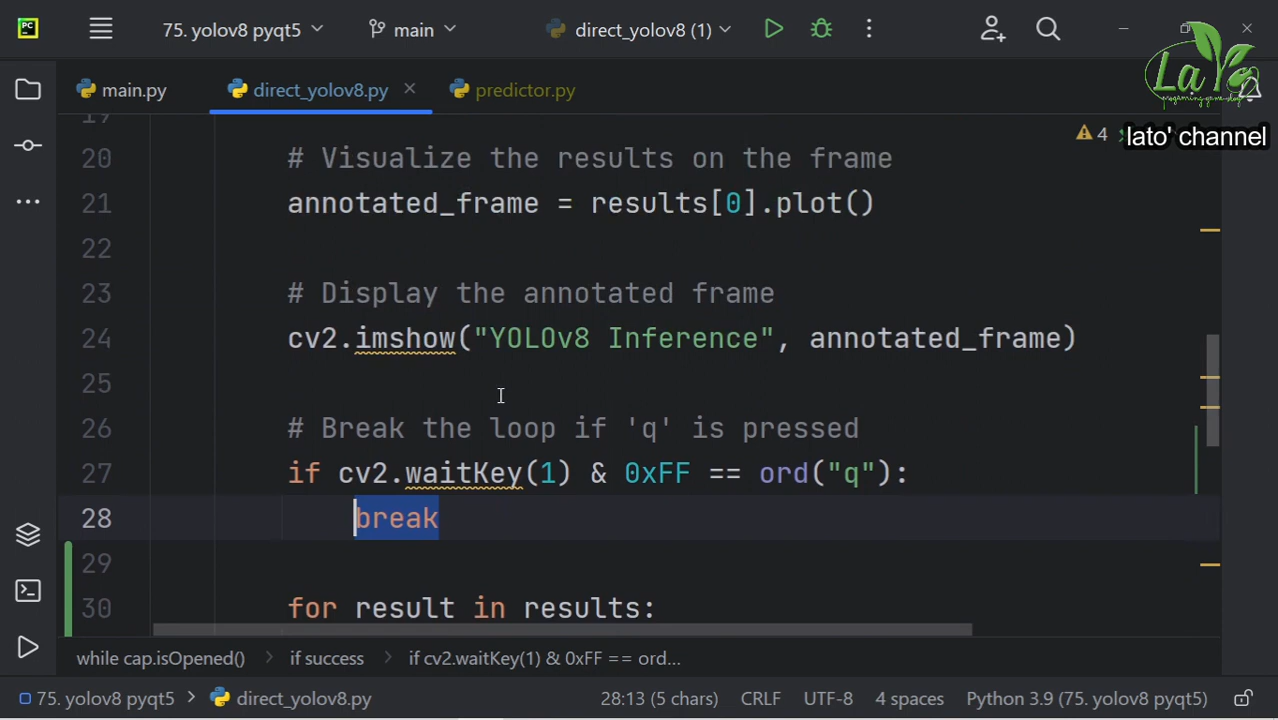 PC
75. yolov8 pyqt5
main
direct_yolov8 (1)
LaYo
lato' channel
main.py
direct_yolov8.py
predictor.py
4
19
20 # Visualize the results on the frame
21 annotated_frame = results[0].plot()
22
23 # Display the annotated frame
24 cv2.imshow("YOLOv8 Inference", annotated_frame)
25
26 # Break the loop if 'q' is pressed
27 if cv2.waitKey(1) & 0xFF == ord("q"):
28 break
29
30 for result in results:
while cap.isOpened()
if success
if cv2.waitKey(1) & 0xFF == ord...
75. yolov8 pyqt5
direct_yolov8.py
28:13 (5 chars)
CRLF
UTF-8
4 spaces
Python 3.9 (75. yolov8 pyqt5)